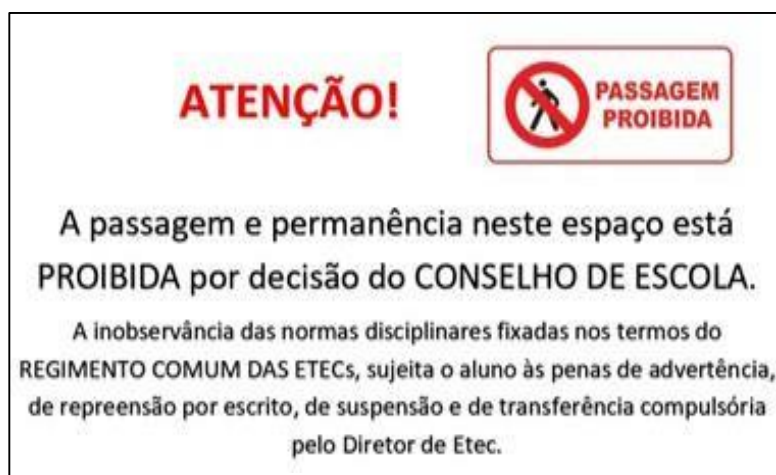 ATENÇÃO!
PASSAGEM
PROIBIDA
A passagem e permanência neste espaço está
PROIBIDA por decisão do CONSELHO DE ESCOLA.
A inobservância das normas disciplinares fixadas nos termos do
REGIMENTO COMUM DAS ETECs, sujeita o aluno às penas de advertência,
de repreensão por escrito, de suspensão e de transferência compulsória
pelo Diretor de Etec.